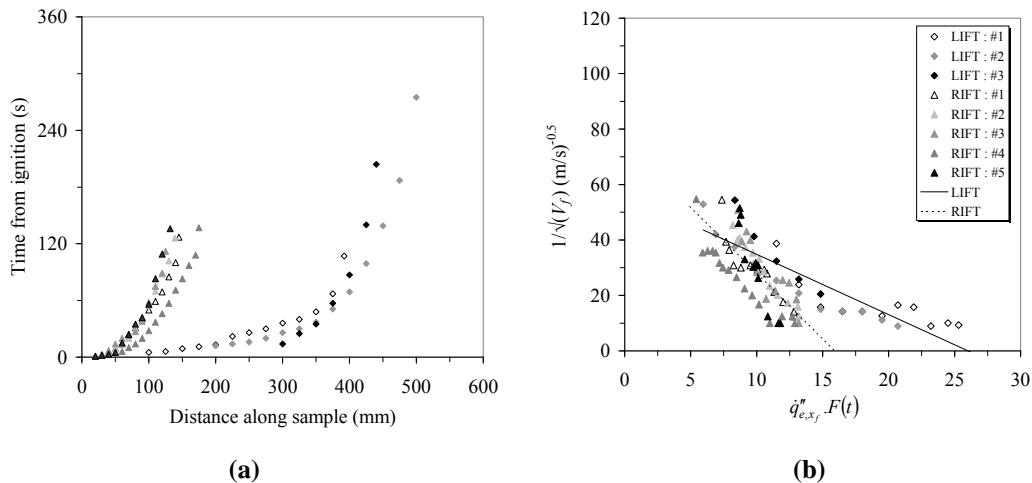 360
240
120
0
Time from ignition (s)
0 100 200 300 400 500 600
Distance along sample (mm)
(a)
120
100
80
60
40
20
0
1/√(V_f) (m/s)^-0.5
LIFT : #1
LIFT : #2
LIFT : #3
RIFT : #1
RIFT : #2
RIFT : #3
RIFT : #4
RIFT : #5
LIFT
RIFT
0 5 10 15 20 25 30
q̇″_e,x_f .F(t)
(b)